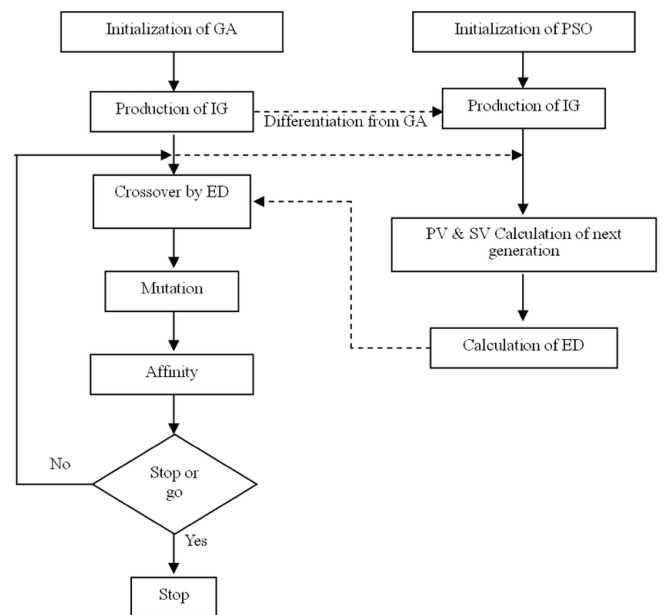 Initialization of GA
Initialization of PSO
Production of IG
Production of IG
Differentiation from GA
Crossover by ED
PV & SV Calculation of next
generation
Mutation
Calculation of ED
Affinity
No
Stop or
go
Yes
Stop